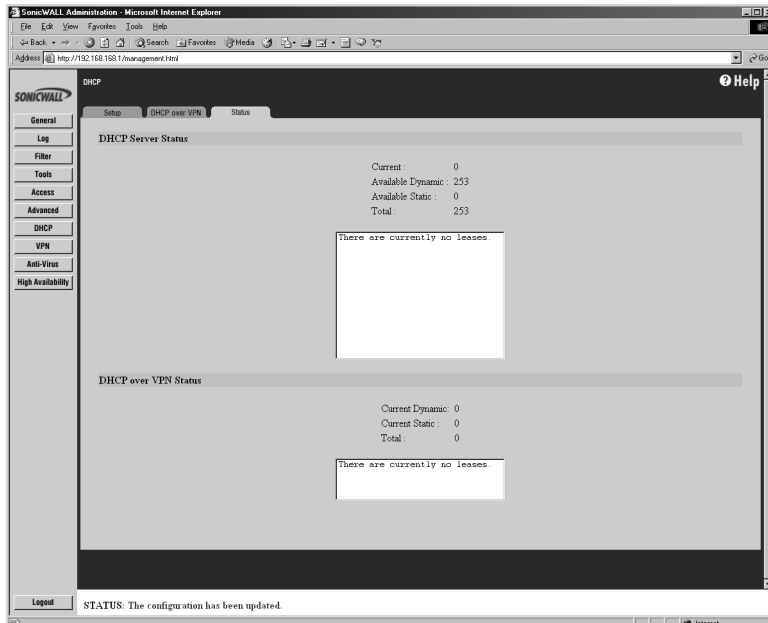 SonicWALL Administration - Microsoft Internet Explorer
File Edit View Favorites Tools Help
Back Search Favorites Media
Address http://192.168.168.1/management.html Go
SONICWALL
DHCP
Help
Setup DHCP over VPN Status
General
Log
Filter
Tools
Access
Advanced
DHCP
VPN
Anti-Virus
High Availability
DHCP Server Status
Current : 0
Available Dynamic : 253
Available Static : 0
Total : 253
There are currently no leases.
DHCP over VPN Status
Current Dynamic: 0
Current Static : 0
Total : 0
There are currently no leases.
Logout
STATUS: The configuration has been updated.
Internet